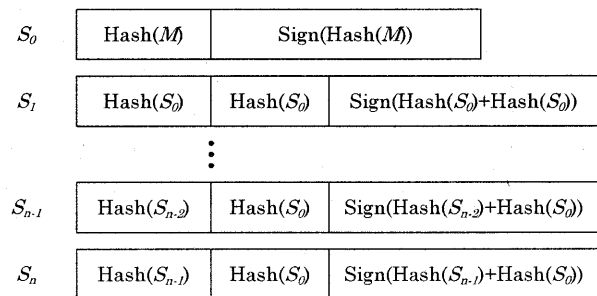 S0 Hash(M) Sign(Hash(M))
S1 Hash(S0) Hash(S0) Sign(Hash(S0)+Hash(S0))
Sn-1 Hash(Sn-2) Hash(S0) Sign(Hash(Sn-2)+Hash(S0))
Sn Hash(Sn-1) Hash(S0) Sign(Hash(Sn-1)+Hash(S0))